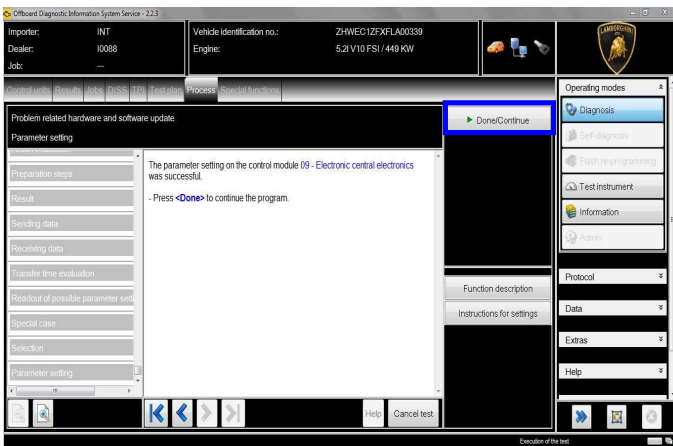 Offboard Diagnostic Information System Service - 2.2.3
Importer: INT
Dealer: I0088
Job: ---
Vehicle identification no.: ZHWEC1ZFXFLA00339
Engine: 5.2l V10 FSI / 449 KW
LAMBORGHINI
Control units Results Jobs DISS TPI Test plan Process Special functions
Problem related hardware and software update
Parameter setting
Done/Continue
Preparation steps
Result
Sending data
Receiving data
Transfer time evaluation
Readout of possible parameter setti
Special case
Selection
Parameter setting
The parameter setting on the control module 09 - Electronic central electronics
was successful.
- Press <Done> to continue the program.
Function description
Instructions for settings
Help
Cancel test
Operating modes
Diagnosis
Self-diagnosis
Flash re-programming
Test instrument
Information
Admin
Protocol
Data
Extras
Help
Execution of the test